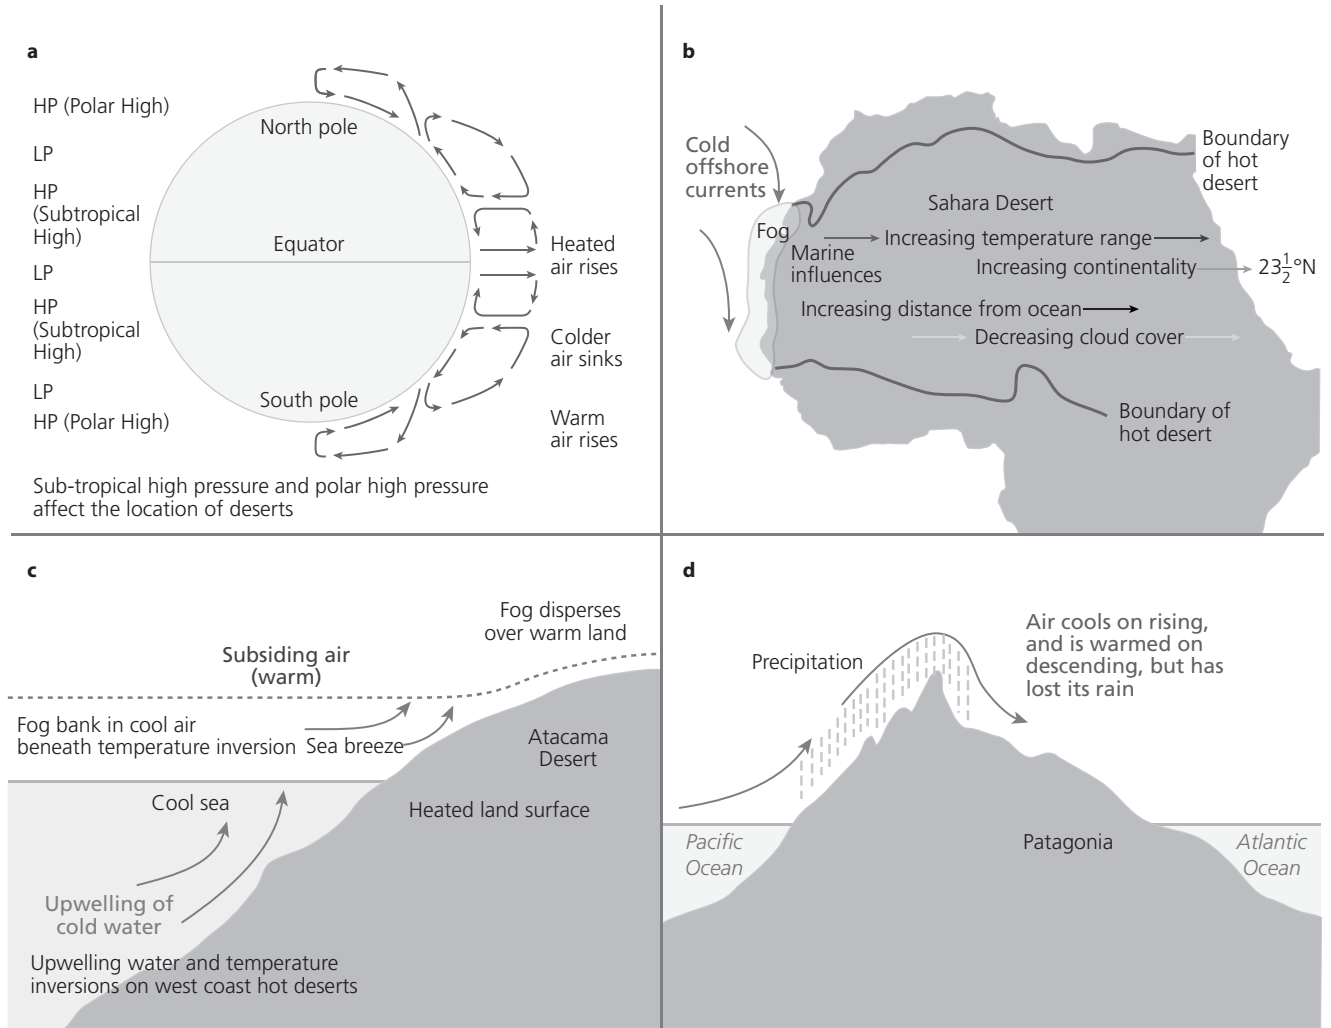 a
HP (Polar High)
North pole
LP
HP
(Subtropical
High)
Equator
Heated
air rises
LP
HP
(Subtropical
High)
Colder
air sinks
LP
South pole
HP (Polar High)
Warm
air rises
Sub-tropical high pressure and polar high pressure
affect the location of deserts
b
Cold
offshore
currents
Boundary
of hot
desert
Sahara Desert
Fog
Marine
influences
Increasing temperature range
Increasing continentality
23½°N
Increasing distance from ocean
Decreasing cloud cover
Boundary of
hot desert
c
Fog disperses
over warm land
Subsiding air
(warm)
Fog bank in cool air
beneath temperature inversion
Sea breeze
Atacama
Desert
Cool sea
Heated land surface
Upwelling of
cold water
Upwelling water and temperature
inversions on west coast hot deserts
d
Air cools on rising,
and is warmed on
descending, but has
lost its rain
Precipitation
Pacific
Ocean
Patagonia
Atlantic
Ocean